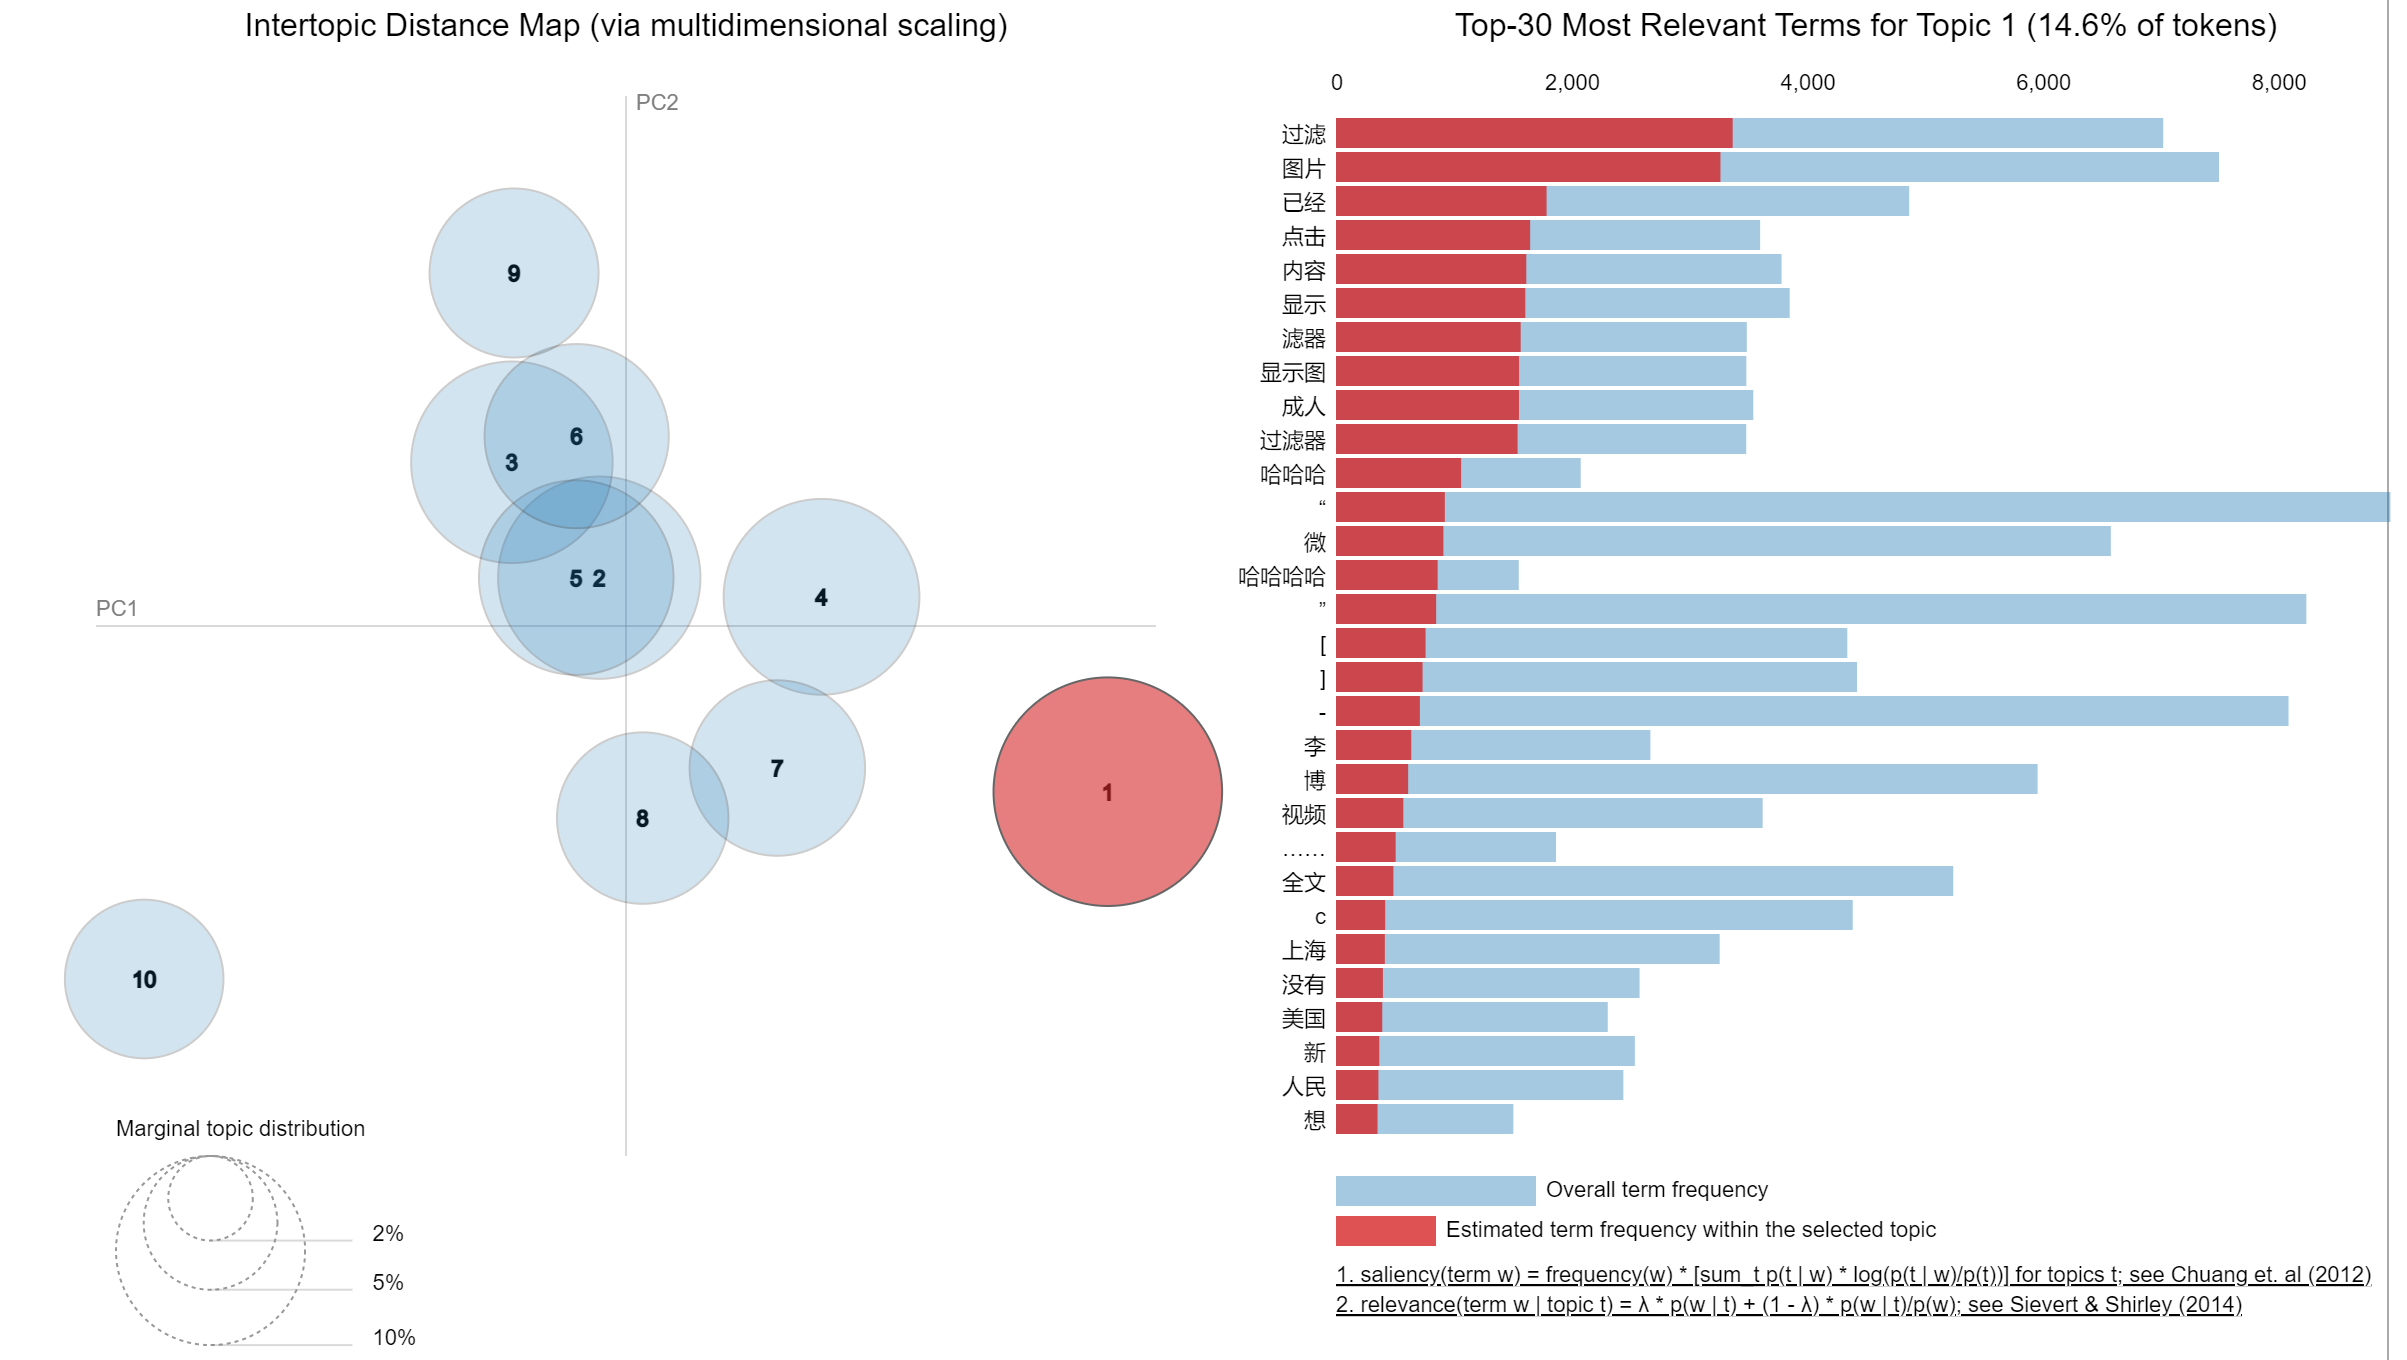 Intertopic Distance Map (via multidimensional scaling)
PC2
PC1
9
6
3
5
2
4
7
1
8
10
Marginal topic distribution
2%
5%
10%
Top-30 Most Relevant Terms for Topic 1 (14.6% of tokens)
0 2,000 4,000 6,000 8,000
过滤
图片
已经
点击
内容
显示
滤器
显示图
成人
过滤器
哈哈哈
“
微
哈哈哈哈
”
[
]
-
李
博
视频
……
全文
c
上海
没有
美国
新
人民
想
Overall term frequency
Estimated term frequency within the selected topic
1. saliency(term w) = frequency(w) * [sum_t p(t | w) * log(p(t | w)/p(t))] for topics t; see Chuang et. al (2012)
2. relevance(term w | topic t) = λ * p(w | t) + (1 - λ) * p(w | t)/p(w); see Sievert & Shirley (2014)